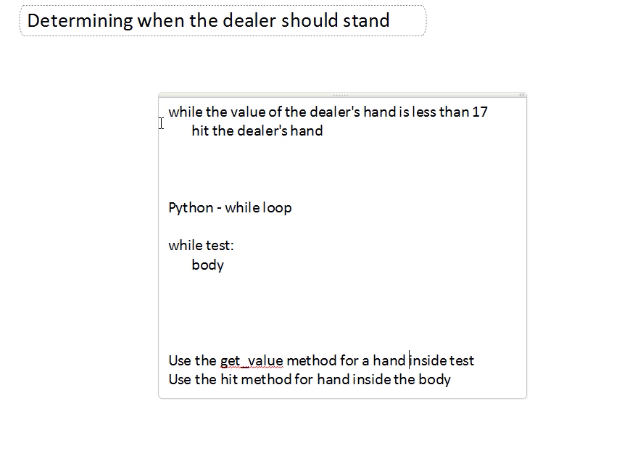 Determining when the dealer should stand
while the value of the dealer's hand is less than 17
hit the dealer's hand
Python - while loop
while test:
body
Use the get_value method for a hand inside test
Use the hit method for hand inside the body